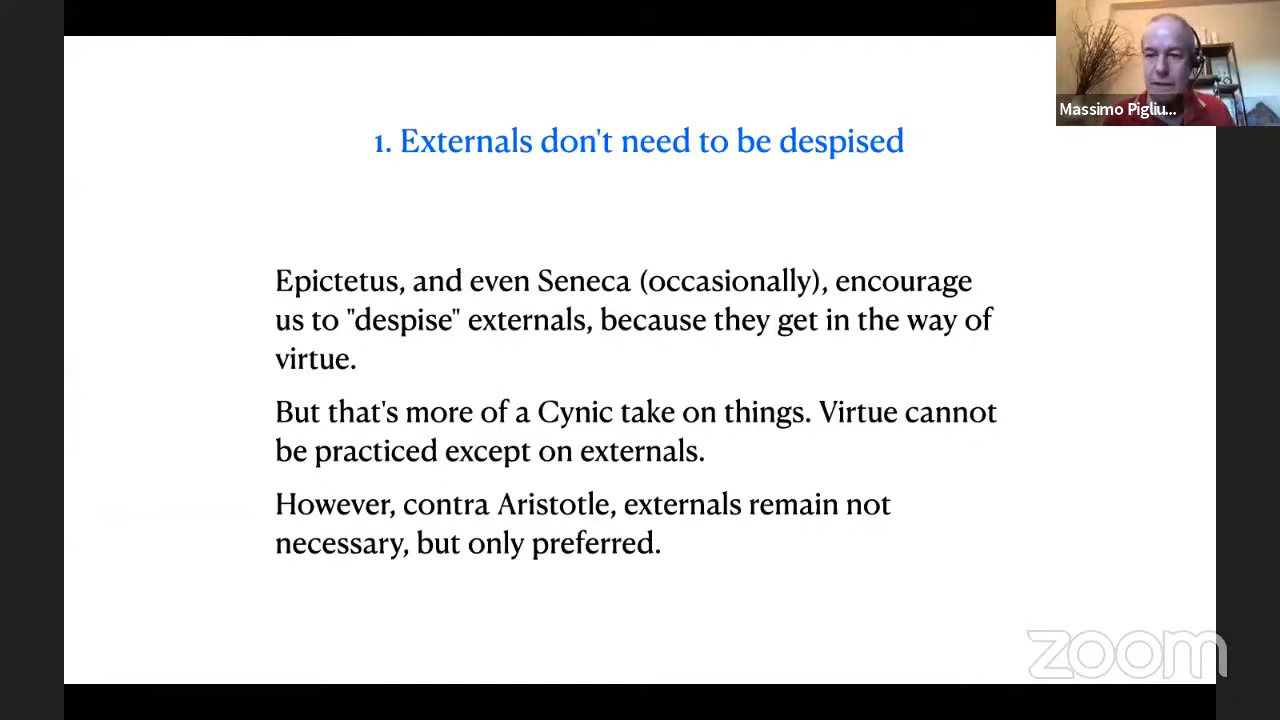 Massimo Pigliu...
1. Externals don't need to be despised
Epictetus, and even Seneca (occasionally), encourage
us to "despise" externals, because they get in the way of
virtue.
But that's more of a Cynic take on things. Virtue cannot
be practiced except on externals.
However, contra Aristotle, externals remain not
necessary, but only preferred.
zoom